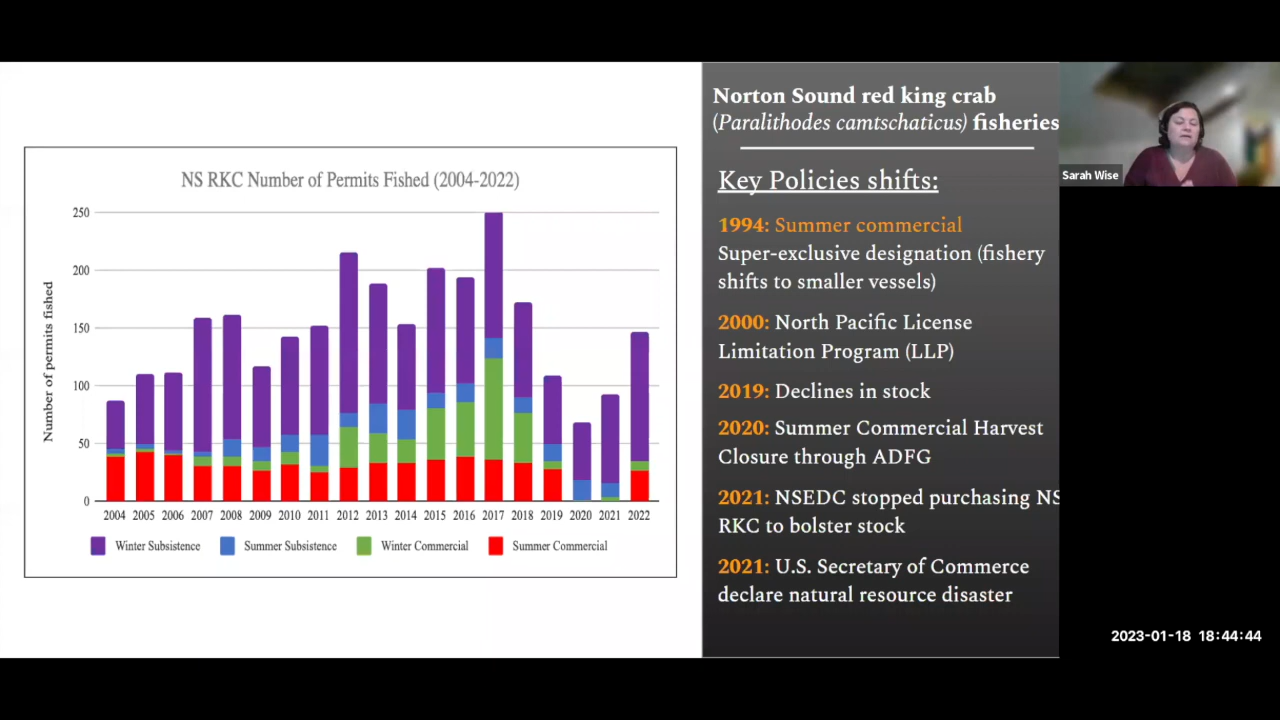 NS RKC Number of Permits Fished (2004-2022)
Number of permits fished
250
200
150
100
50
0
2004 2005 2006 2007 2008 2009 2010 2011 2012 2013 2014 2015 2016 2017 2018 2019 2020 2021 2022
Winter Subsistence Summer Subsistence Winter Commercial Summer Commercial
Norton Sound red king crab
(Paralithodes camtschaticus) fisheries
Key Policies shifts:
1994: Summer commercial
Super-exclusive designation (fishery
shifts to smaller vessels)
2000: North Pacific License
Limitation Program (LLP)
2019: Declines in stock
2020: Summer Commercial Harvest
Closure through ADFG
2021: NSEDC stopped purchasing NS
RKC to bolster stock
2021: U.S. Secretary of Commerce
declare natural resource disaster
Sarah Wise
2023-01-18 18:44:44